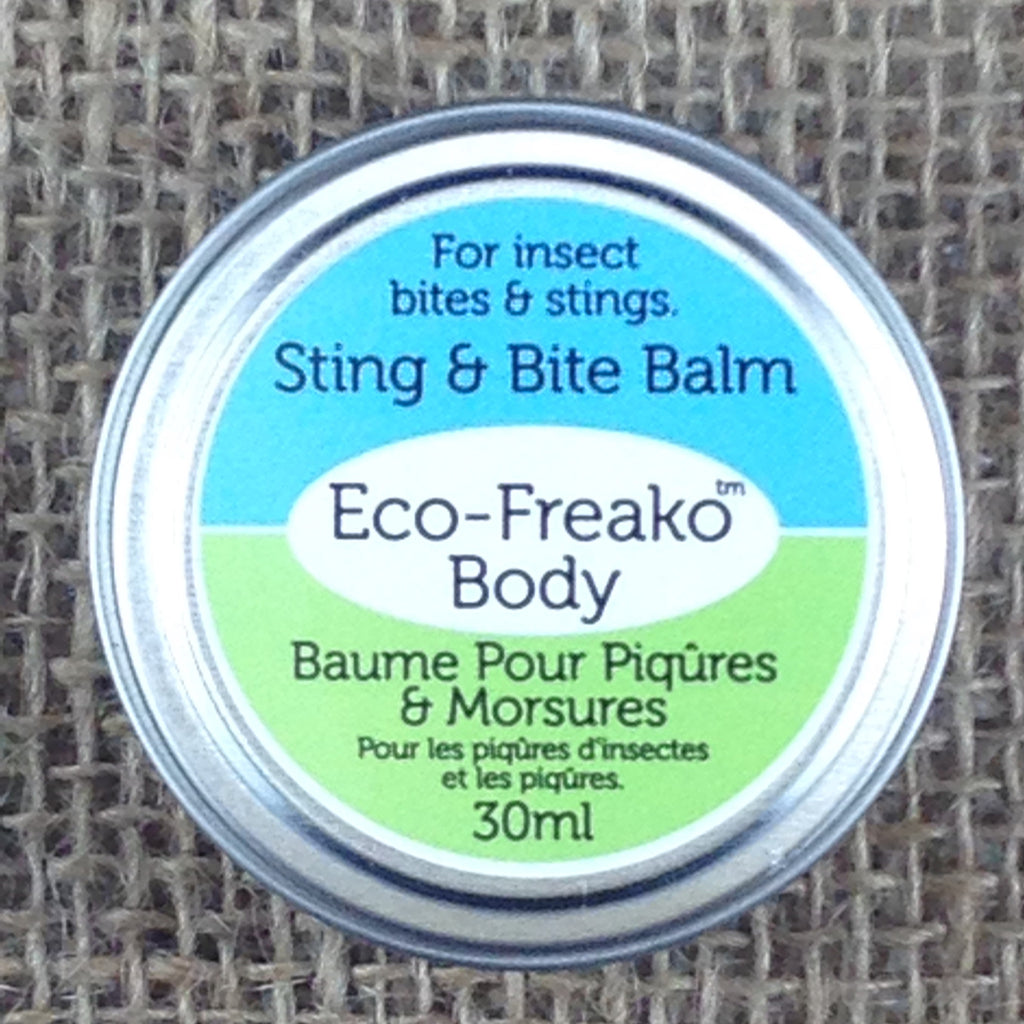 For insect
bites & stings.
Sting & Bite Balm
Eco-Freako™
Body
Baume Pour Piqûres
& Morsures
Pour les piqûres d'insectes
et les piqûres.
30ml